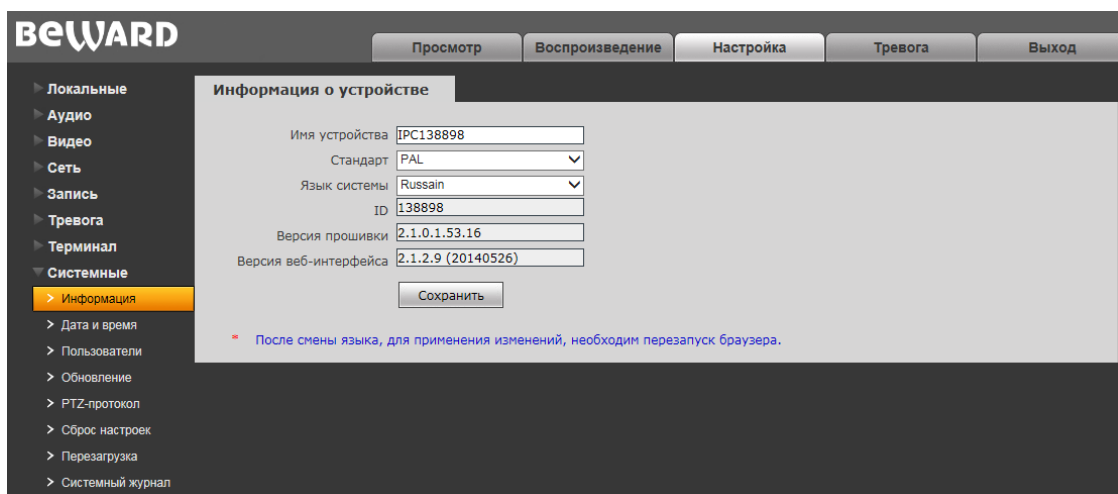 BEWARD
Просмотр Воспроизведение Настройка Тревога Выход
Локальные
Аудио
Видео
Сеть
Запись
Тревога
Терминал
Системные
> Информация
> Дата и время
> Пользователи
> Обновление
> PTZ-протокол
> Сброс настроек
> Перезагрузка
> Системный журнал
Информация о устройстве
Имя устройства IPC138898
Стандарт PAL
Язык системы Russain
ID 138898
Версия прошивки 2.1.0.1.53.16
Версия веб-интерфейса 2.1.2.9 (20140526)
Сохранить
* После смены языка, для применения изменений, необходим перезапуск браузера.